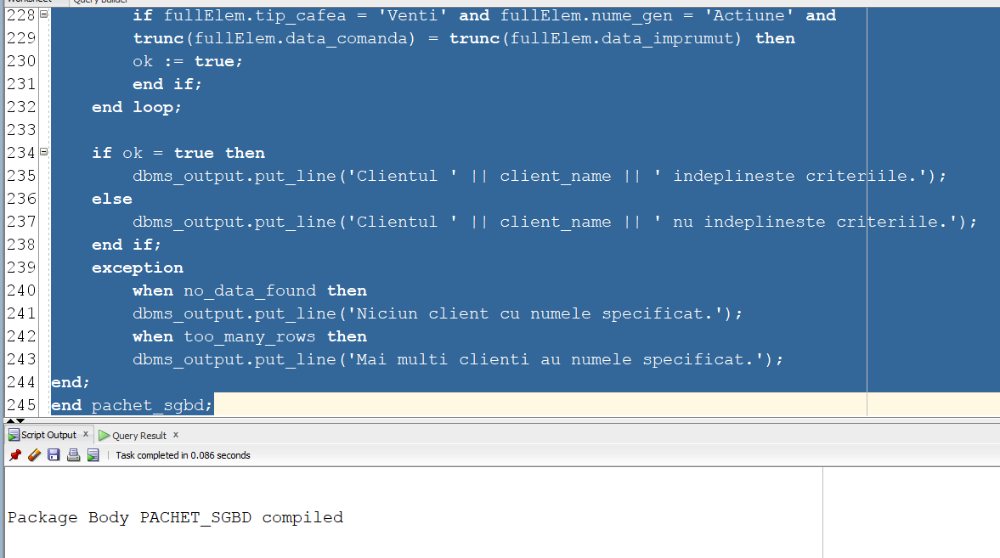 Worksheet Query Builder
228 if fullElem.tip_cafea = 'Venti' and fullElem.nume_gen = 'Actiune' and
229 trunc(fullElem.data_comanda) = trunc(fullElem.data_imprumut) then
230 ok := true;
231 end if;
232 end loop;
233
234 if ok = true then
235 dbms_output.put_line('Clientul ' || client_name || ' indeplineste criteriile.');
236 else
237 dbms_output.put_line('Clientul ' || client_name || ' nu indeplineste criteriile.');
238 end if;
239 exception
240 when no_data_found then
241 dbms_output.put_line('Niciun client cu numele specificat.');
242 when too_many_rows then
243 dbms_output.put_line('Mai multi clienti au numele specificat.');
244 end;
245 end pachet_sgbd;
Script Output x Query Result x
Task completed in 0.086 seconds
Package Body PACHET_SGBD compiled